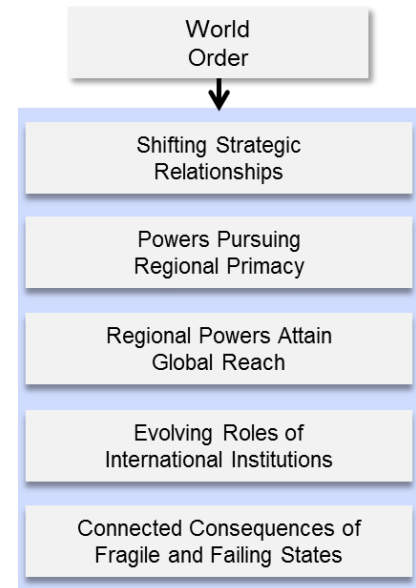 World
Order
Shifting Strategic
Relationships
Powers Pursuing
Regional Primacy
Regional Powers Attain
Global Reach
Evolving Roles of
International Institutions
Connected Consequences of
Fragile and Failing States